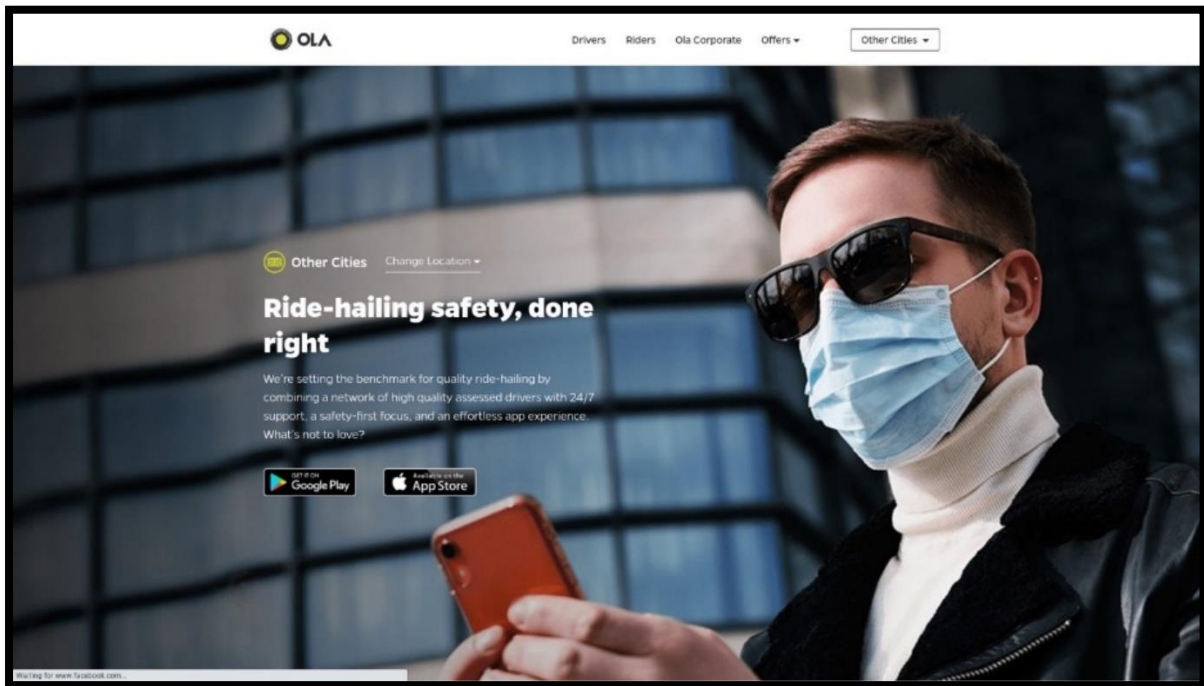 OLA
Drivers Riders Ola Corporate Offers Other Cities
Other Cities Change Location
Ride-hailing safety, done
right
We're setting the benchmark for quality ride-hailing by
combining a network of high quality assessed drivers with 24/7
support, a safety-first focus, and an effortless app experience.
What's not to love?
GET IT ON
Google Play
Available on the
App Store
Waiting for www.facebook.com...